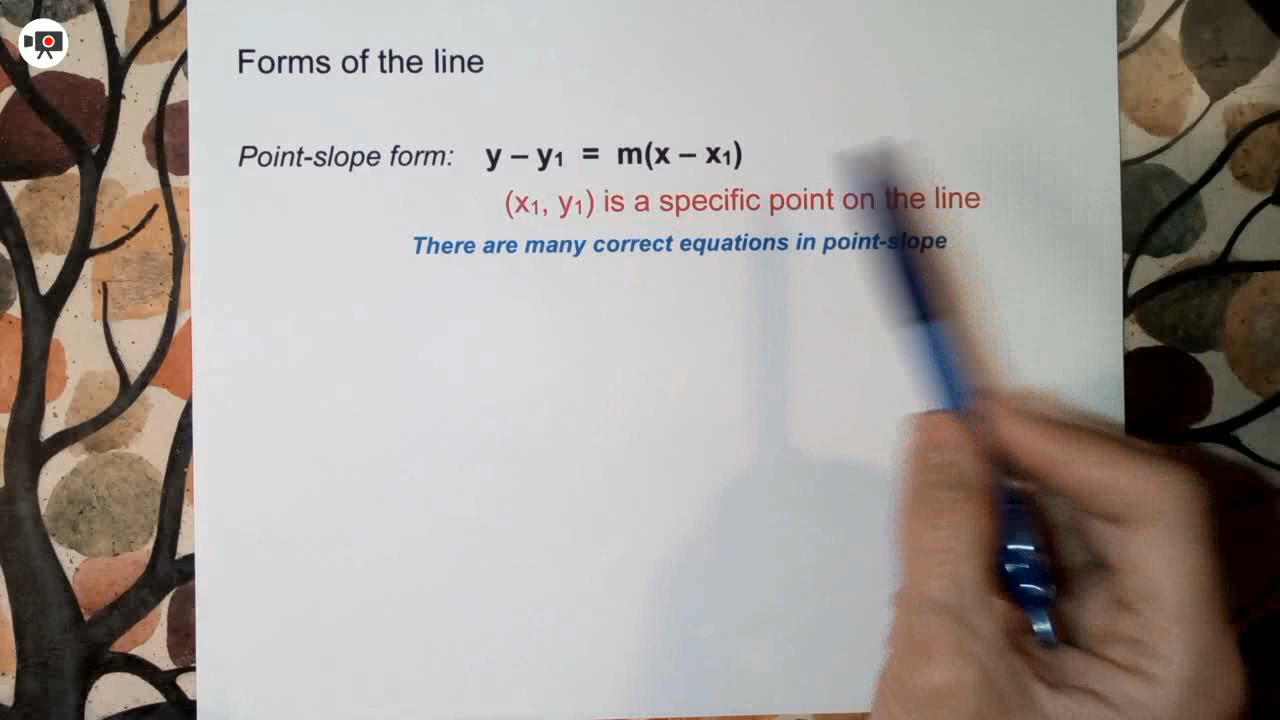 Forms of the line
Point-slope form: y – y₁ = m(x – x₁)
(x₁, y₁) is a specific point on the line
There are many correct equations in point-slope